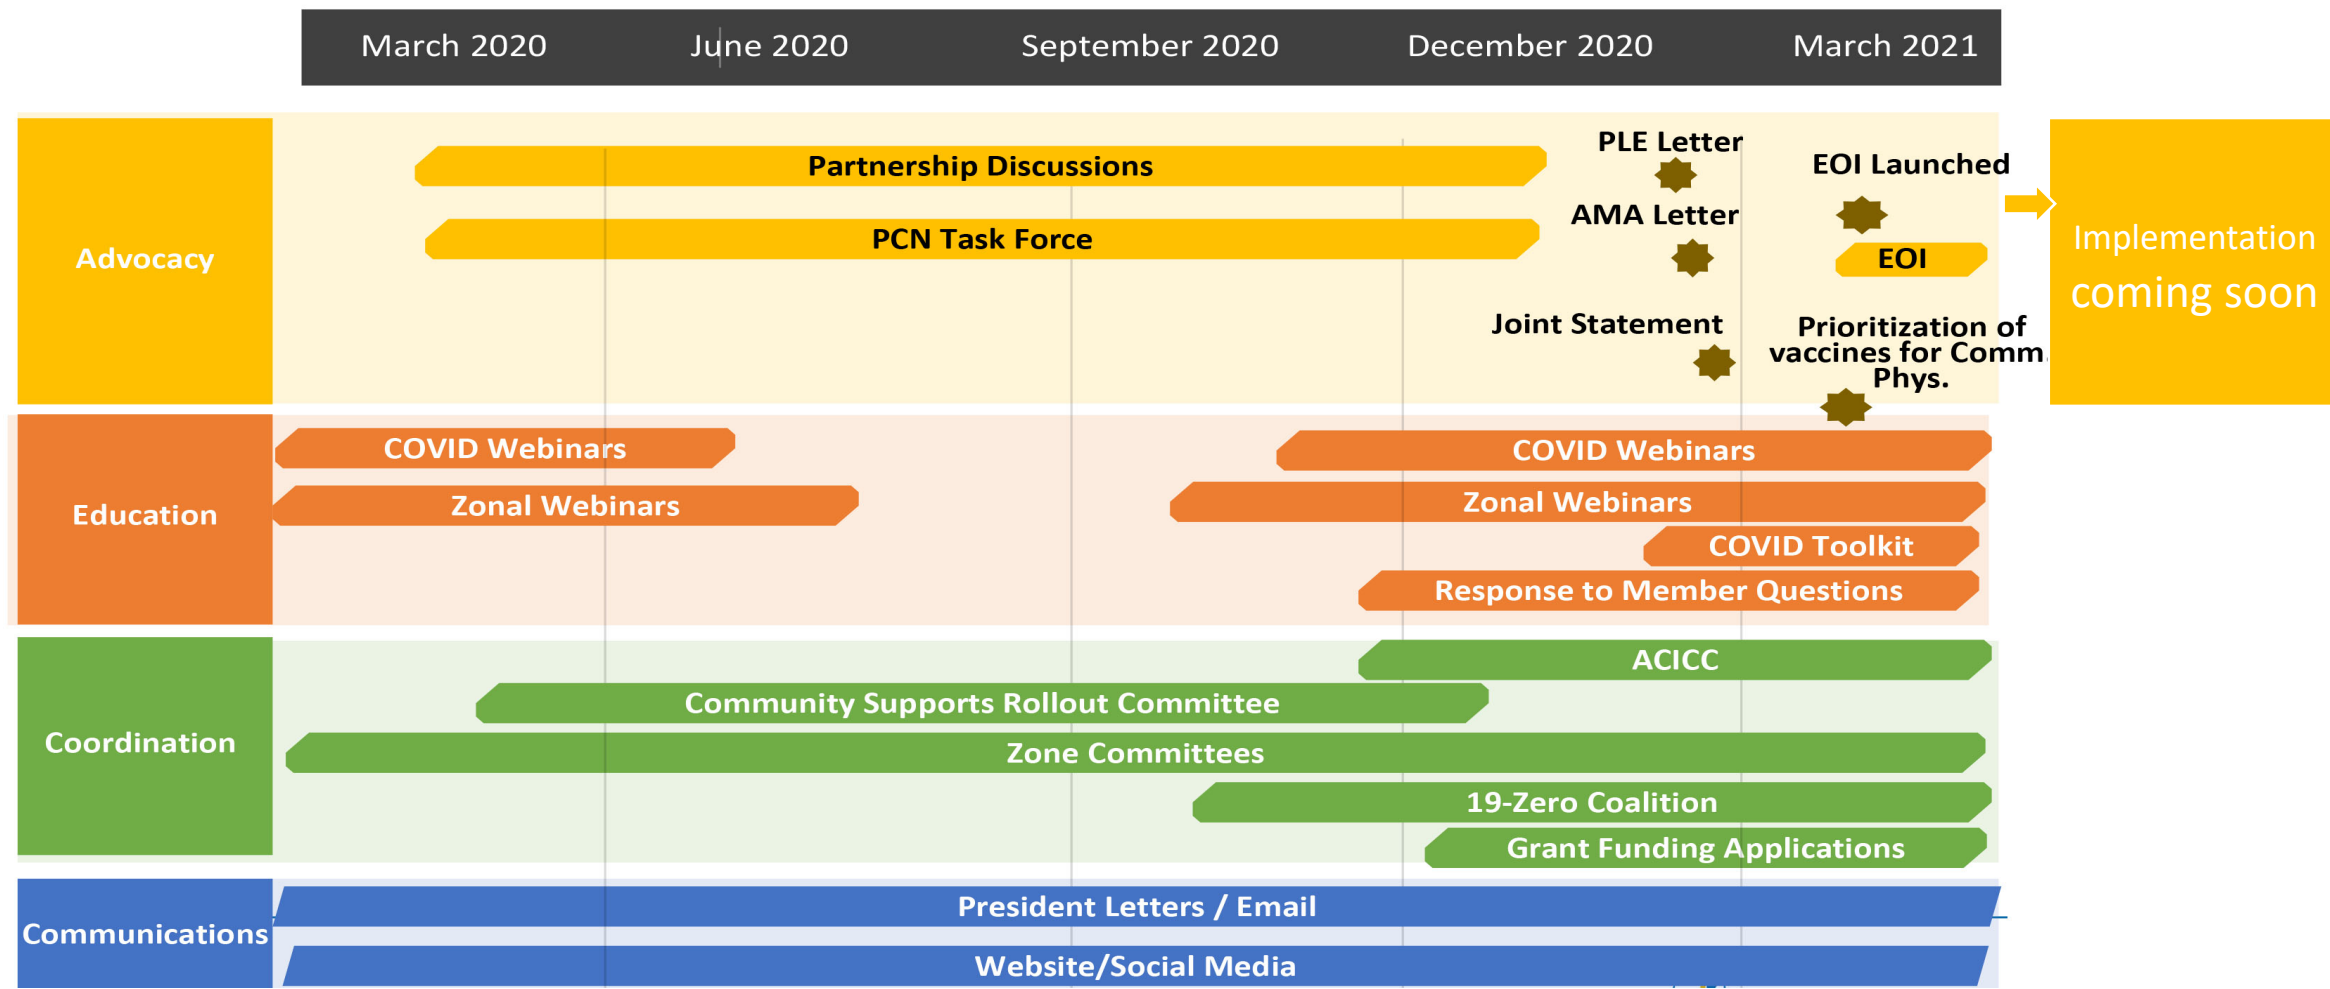 March 2020 June 2020 September 2020 December 2020 March 2021
Advocacy
Partnership Discussions
PCN Task Force
PLE Letter
AMA Letter
Joint Statement
EOI Launched
EOI
Prioritization of
vaccines for Comm.
Phys.
Implementation
coming soon
Education
COVID Webinars
COVID Webinars
Zonal Webinars
Zonal Webinars
COVID Toolkit
Response to Member Questions
Coordination
ACICC
Community Supports Rollout Committee
Zone Committees
19-Zero Coalition
Grant Funding Applications
Communications
President Letters / Email
Website/Social Media